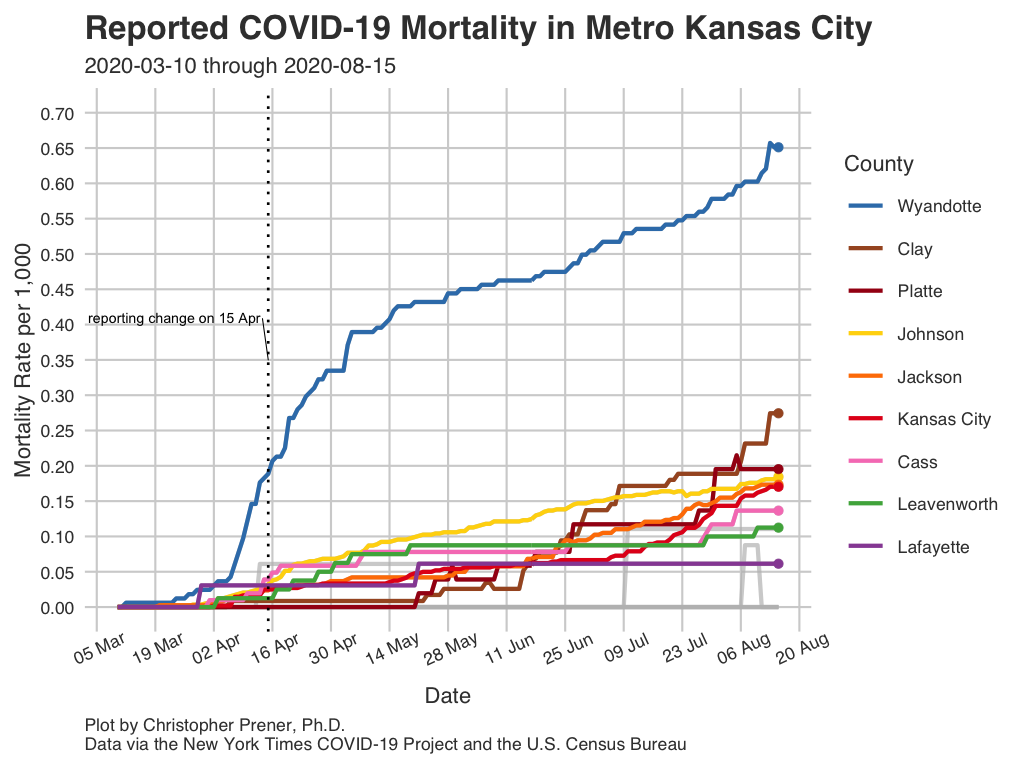 Reported COVID-19 Mortality in Metro Kansas City
2020-03-10 through 2020-08-15
Mortality Rate per 1,000
0.70
0.65
0.60
0.55
0.50
0.45
0.40
0.35
0.30
0.25
0.20
0.15
0.10
0.05
0.00
reporting change on 15 Apr
05 Mar
19 Mar
02 Apr
16 Apr
30 Apr
14 May
28 May
11 Jun
25 Jun
09 Jul
23 Jul
06 Aug
20 Aug
Date
County
Wyandotte
Clay
Platte
Johnson
Jackson
Kansas City
Cass
Leavenworth
Lafayette
Plot by Christopher Prener, Ph.D.
Data via the New York Times COVID-19 Project and the U.S. Census Bureau